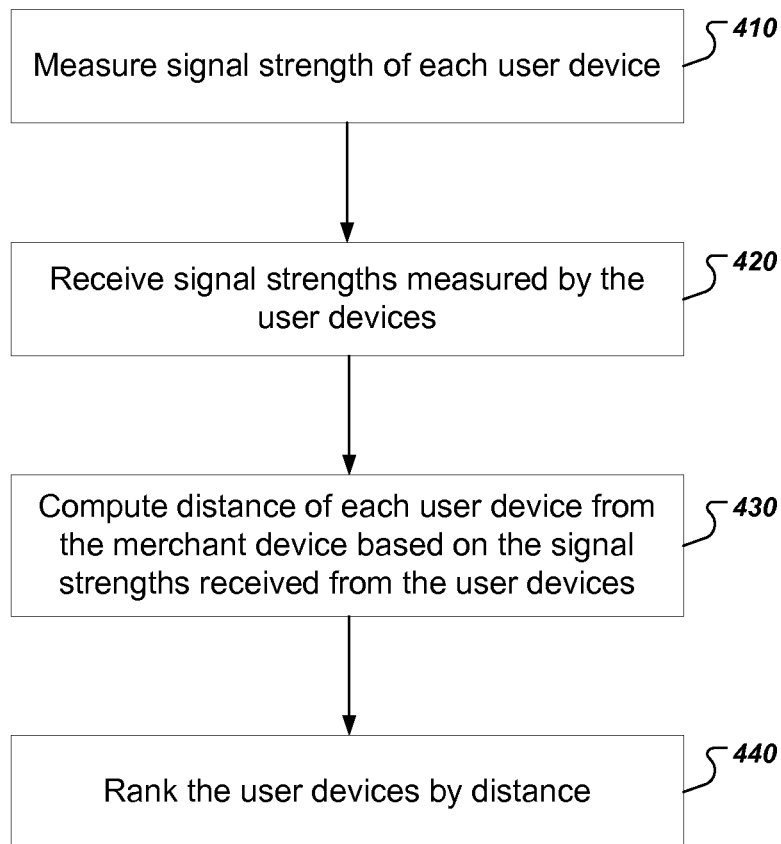 410
Measure signal strength of each user device
420
Receive signal strengths measured by the
user devices
430
Compute distance of each user device from
the merchant device based on the signal
strengths received from the user devices
440
Rank the user devices by distance